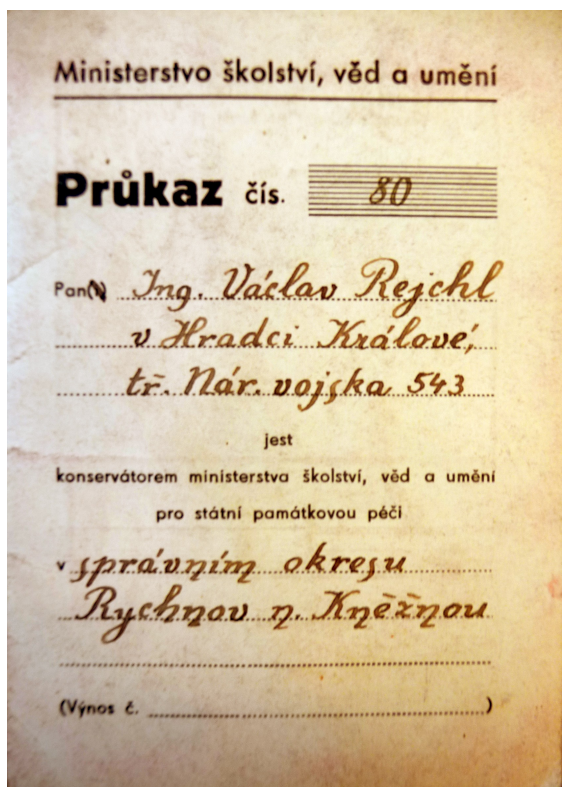 Ministerstvo školství, věd a umění
Průkaz čís. 80
Pan(í) Ing. Václav Rejchl
v Hradci Králové,
tř. Nár. vojska 543
jest
konservátorem ministerstva školství, věd a umění
pro státní památkovou péči
v správním okresu
Rychnov n. Kněžnou
(Výnos č. )